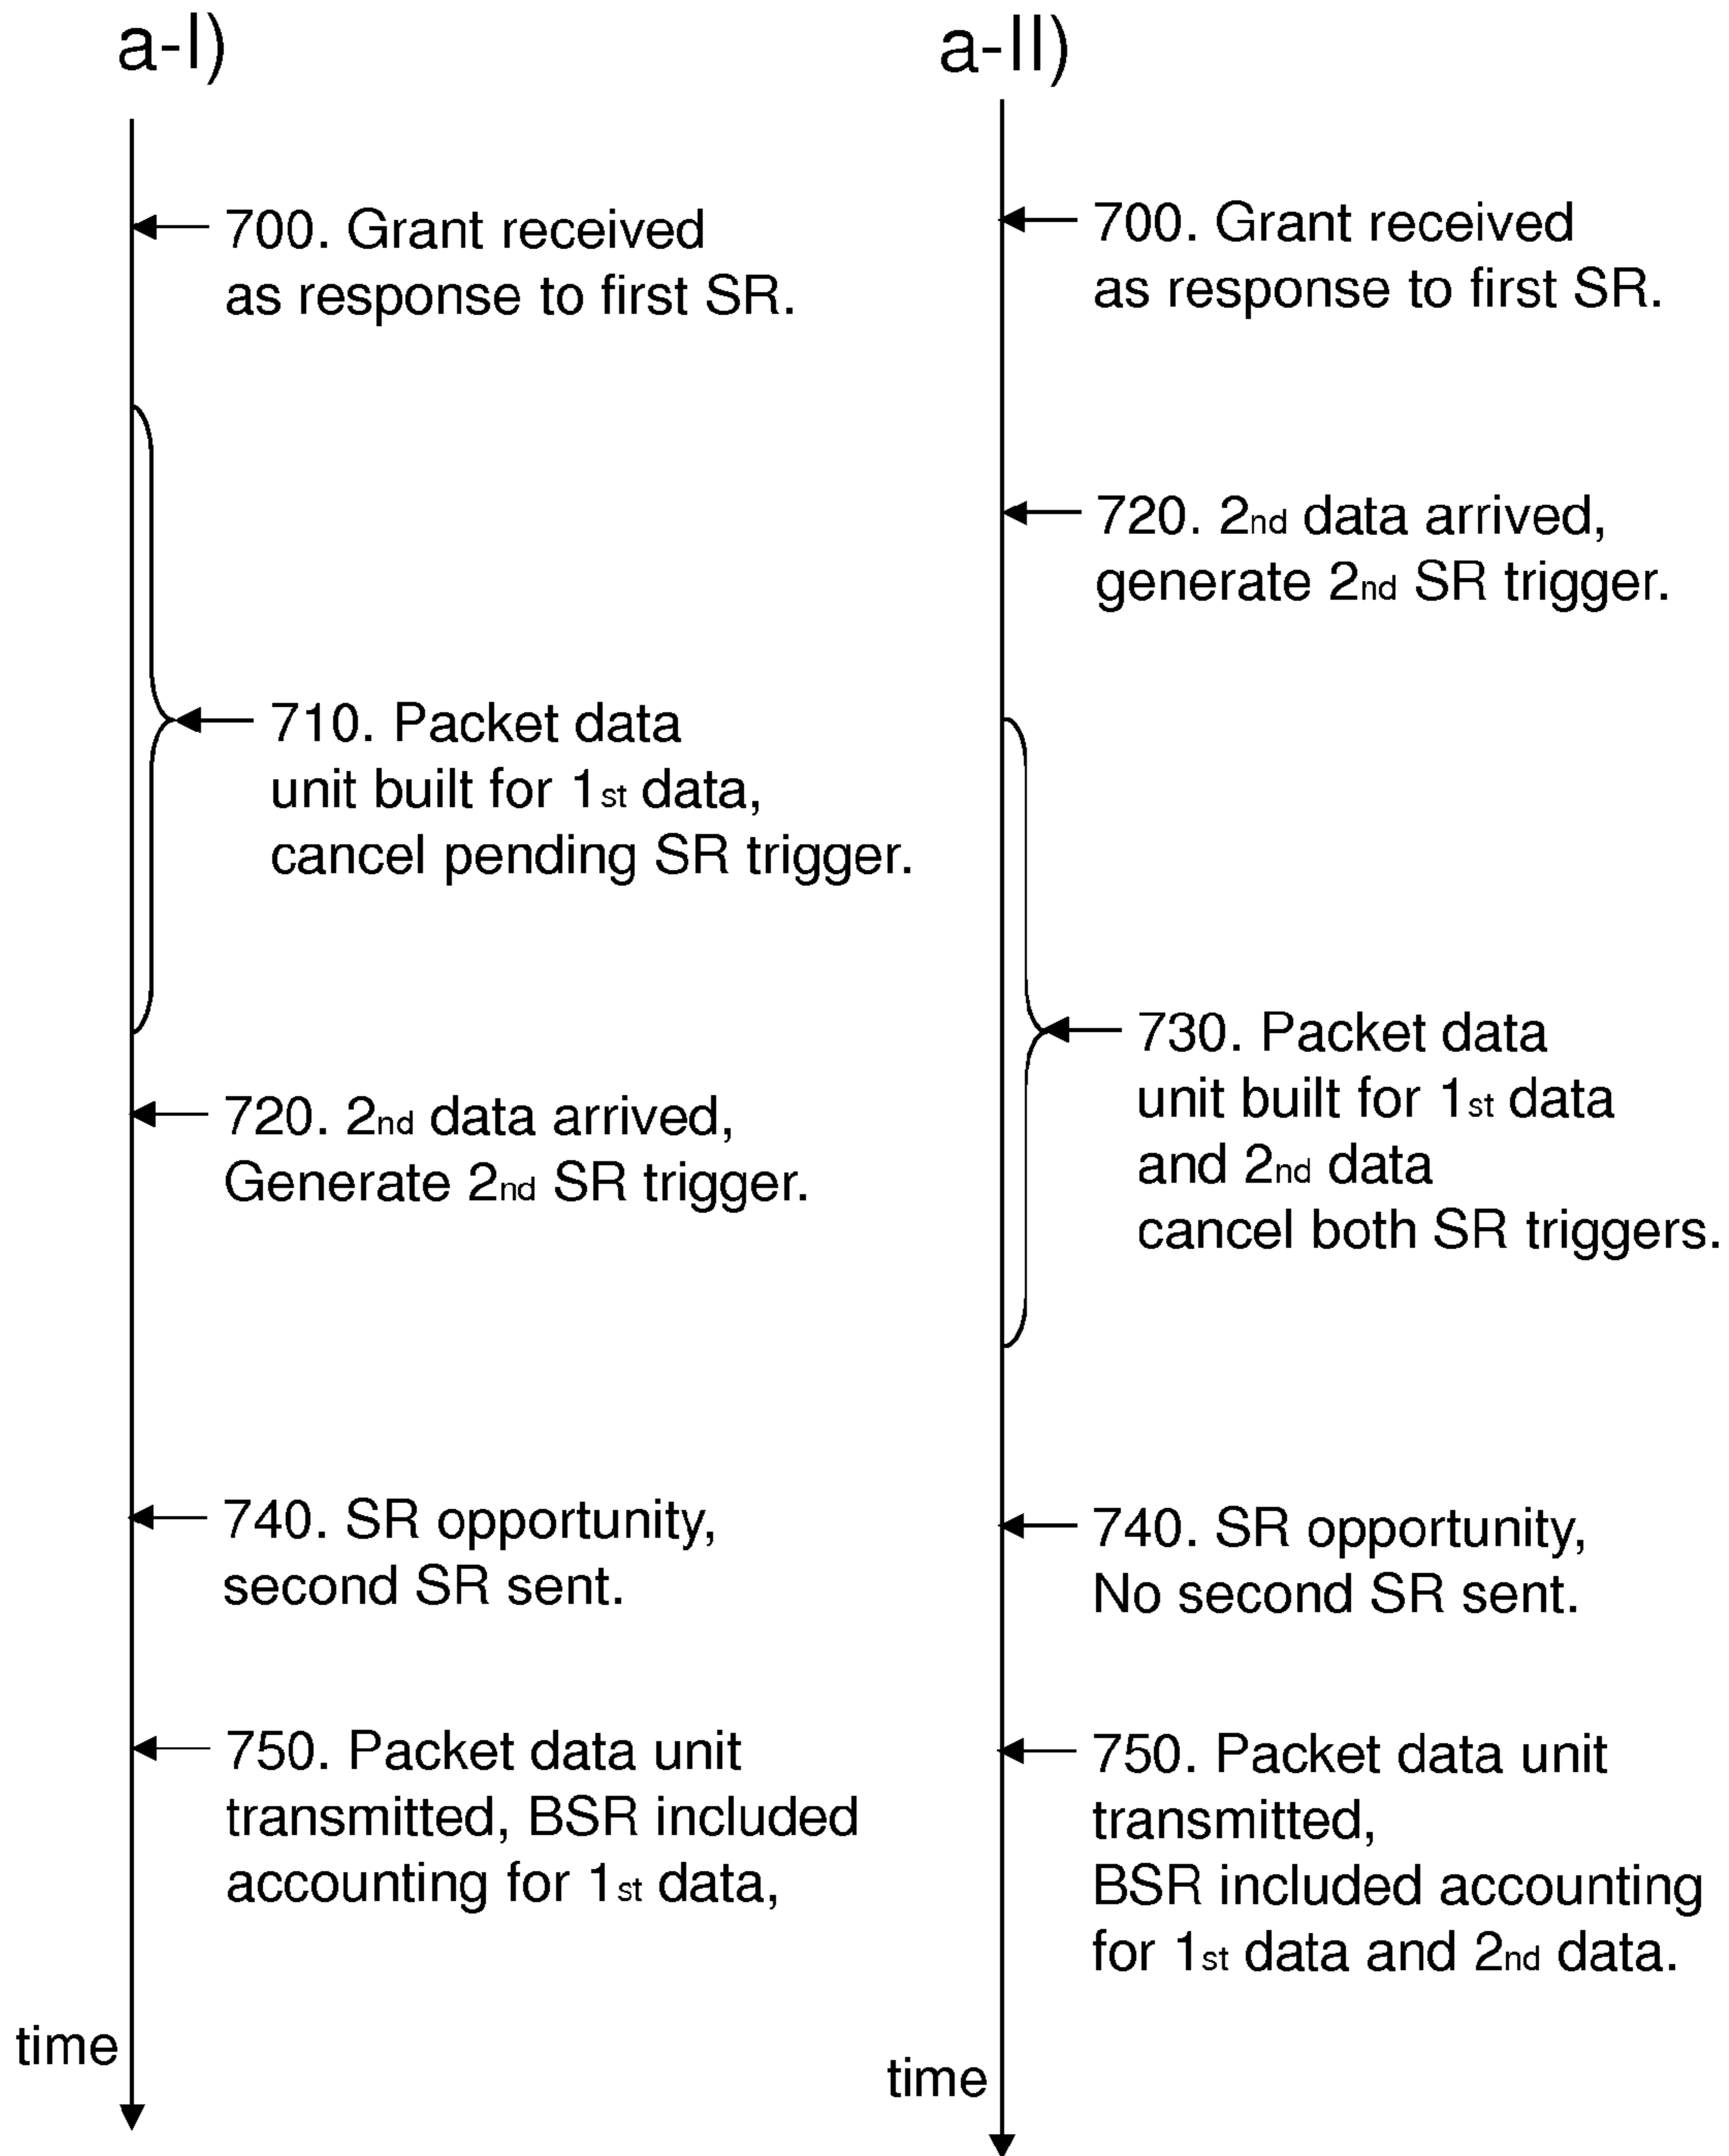 a-I)
700. Grant received
as response to first SR.
710. Packet data
unit built for 1st data,
cancel pending SR trigger.
720. 2nd data arrived,
Generate 2nd SR trigger.
740. SR opportunity,
second SR sent.
750. Packet data unit
transmitted, BSR included
accounting for 1st data,
time
a-II)
700. Grant received
as response to first SR.
720. 2nd data arrived,
generate 2nd SR trigger.
730. Packet data
unit built for 1st data
and 2nd data
cancel both SR triggers.
740. SR opportunity,
No second SR sent.
750. Packet data unit
transmitted,
BSR included accounting
for 1st data and 2nd data.
time